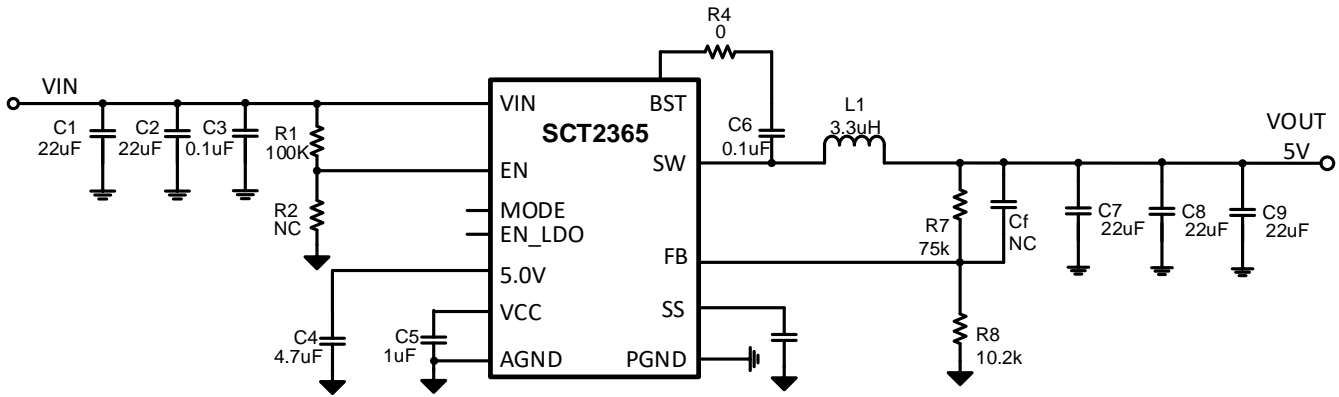 R4
0
VIN
C1
22uF
C2
22uF
C3
0.1uF
R1
100K
R2
NC
C4
4.7uF
C5
1uF
VIN
BST
SCT2365
EN
SW
MODE
EN_LDO
5.0V
FB
VCC
SS
AGND
PGND
C6
0.1uF
L1
3.3uH
VOUT
5V
R7
75k
Cf
NC
C7
22uF
C8
22uF
C9
22uF
R8
10.2k